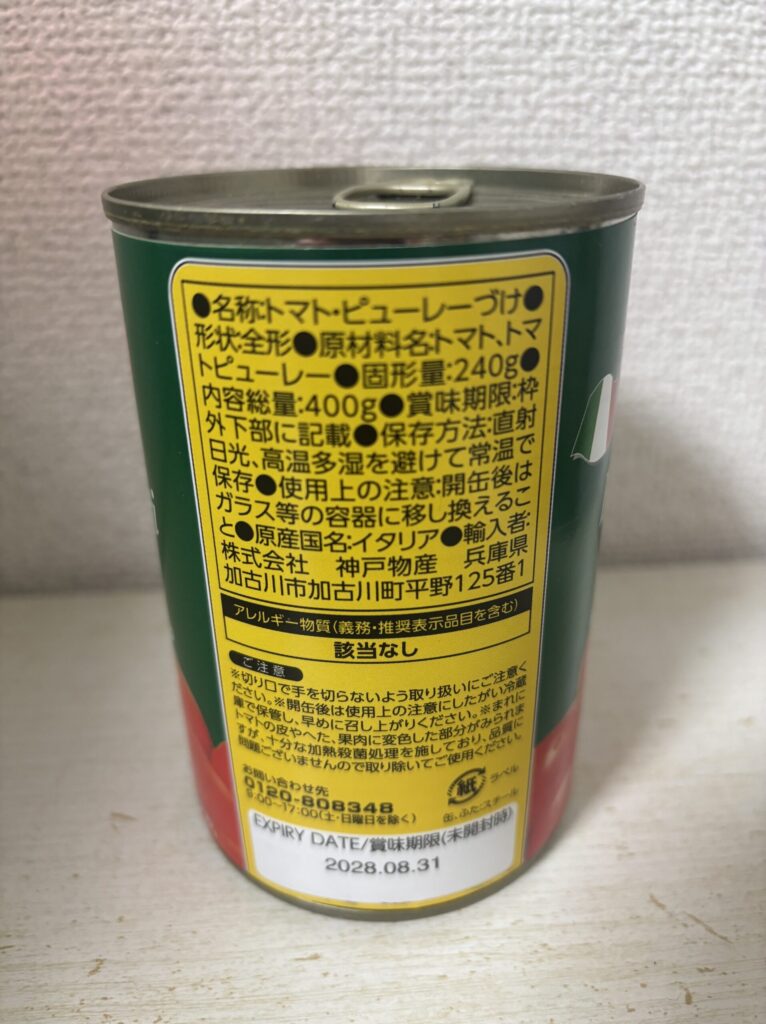 ●名称:トマト・ピューレーづけ●
形状:全形●原材料名:トマト、トマ
トピューレー●固形量:240g●
内容総量:400g●賞味期限:枠
外下部に記載●保存方法:直射
日光、高温多湿を避けて常温で
保存●使用上の注意:開缶後は
ガラス等の容器に移し換えるこ
と●原産国名:イタリア●輸入者:
株式会社 神戸物産 兵庫県
加古川市加古川町平野125番1
アレルギー物質(義務・推奨表示品目を含む)
該当なし
ご注意
※切り口で手を切らないよう取り扱いにご注意く
ださい。※開缶後は使用上の注意にしたがい冷蔵
庫で保管し、早めに召し上がりください。※まれに
トマトの皮やへた、果肉に変色した部分がみられま
すが、十分な加熱殺菌処理を施しており、品質に
問題ございませんので取り除いてご使用ください。
お問い合わせ先
0120-808348
9:00~17:00(土・日曜日を除く)
紙 ラベル
缶、ふた:スチール
EXPIRY DATE/賞味期限(未開封時)
2028.08.31